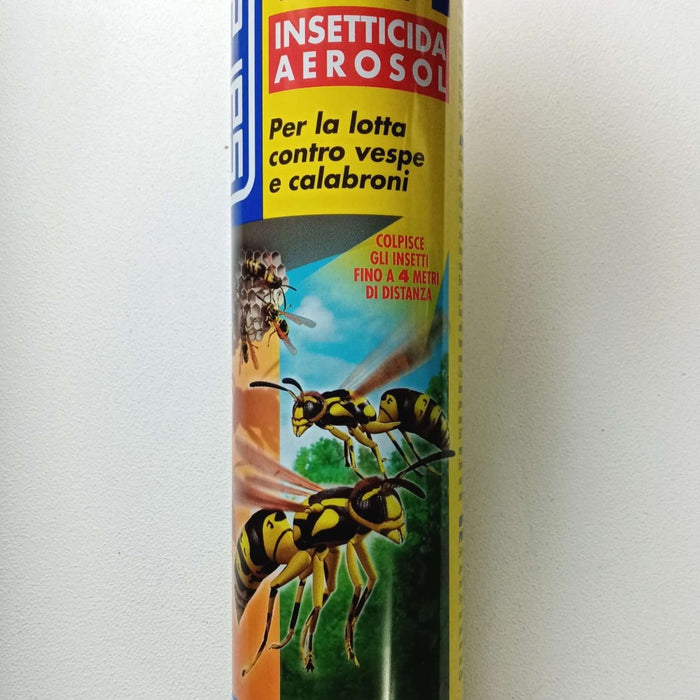 INSETTICIDA
AEROSOL
Per la lotta
contro vespe
e calabroni
COLPISCE
GLI INSETTI
FINO A 4 METRI
DI DISTANZA